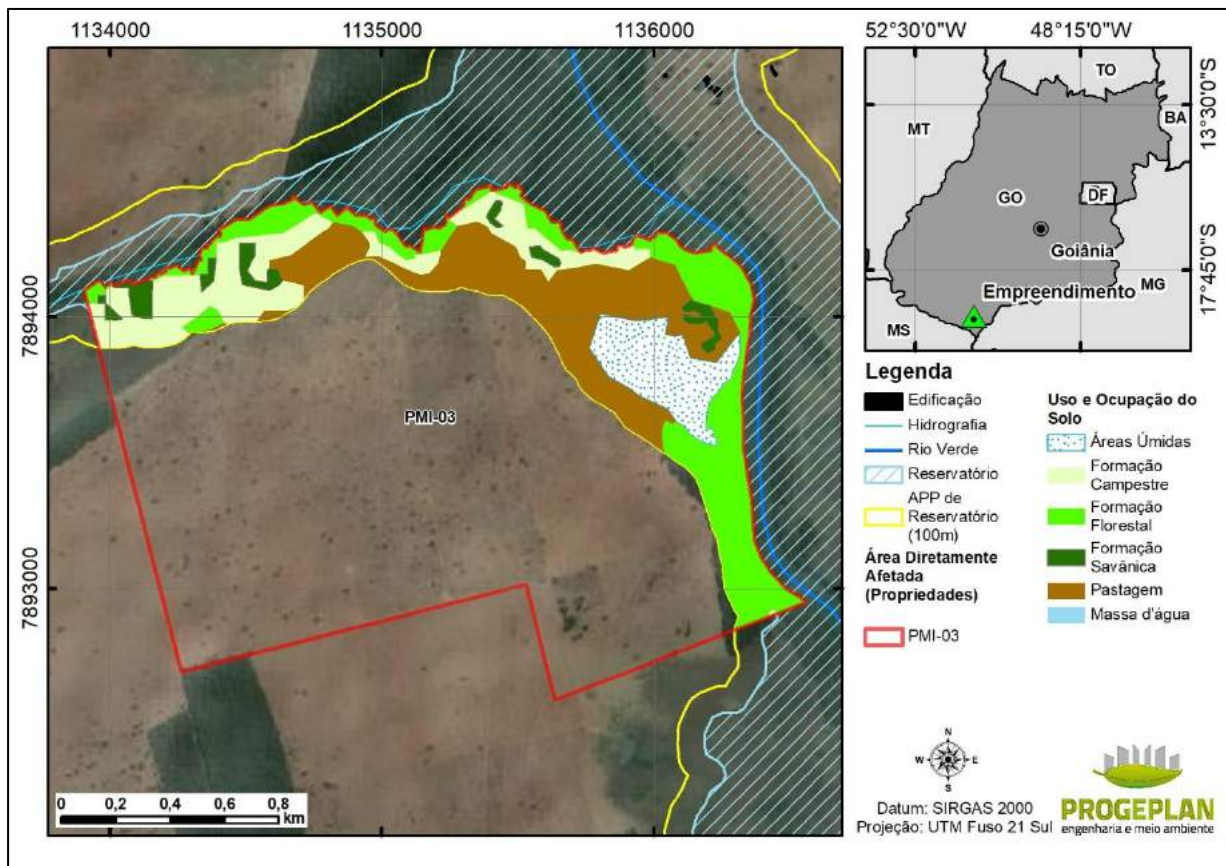 1134000
1135000
1136000
7894000
7893000
PMI-03
0 0,2 0,4 0,6 0,8
km
52°30'0"W
48°15'0"W
13°30'0"S
17°45'0"S
TO
MT
BA
GO
DF
Goiânia
Empreendimento
MG
MS
Legenda
Edificação
Hidrografia
Rio Verde
Reservatório
APP de
Reservatório
(100m)
Área Diretamente
Afetada
(Propriedades)
PMI-03
Uso e Ocupação do
Solo
Áreas Úmidas
Formação
Campestre
Formação
Florestal
Formação
Savânica
Pastagem
Massa d'água
N
W E
S
Datum: SIRGAS 2000
Projeção: UTM Fuso 21 Sul
PROGEPLAN
engenharia e meio ambiente